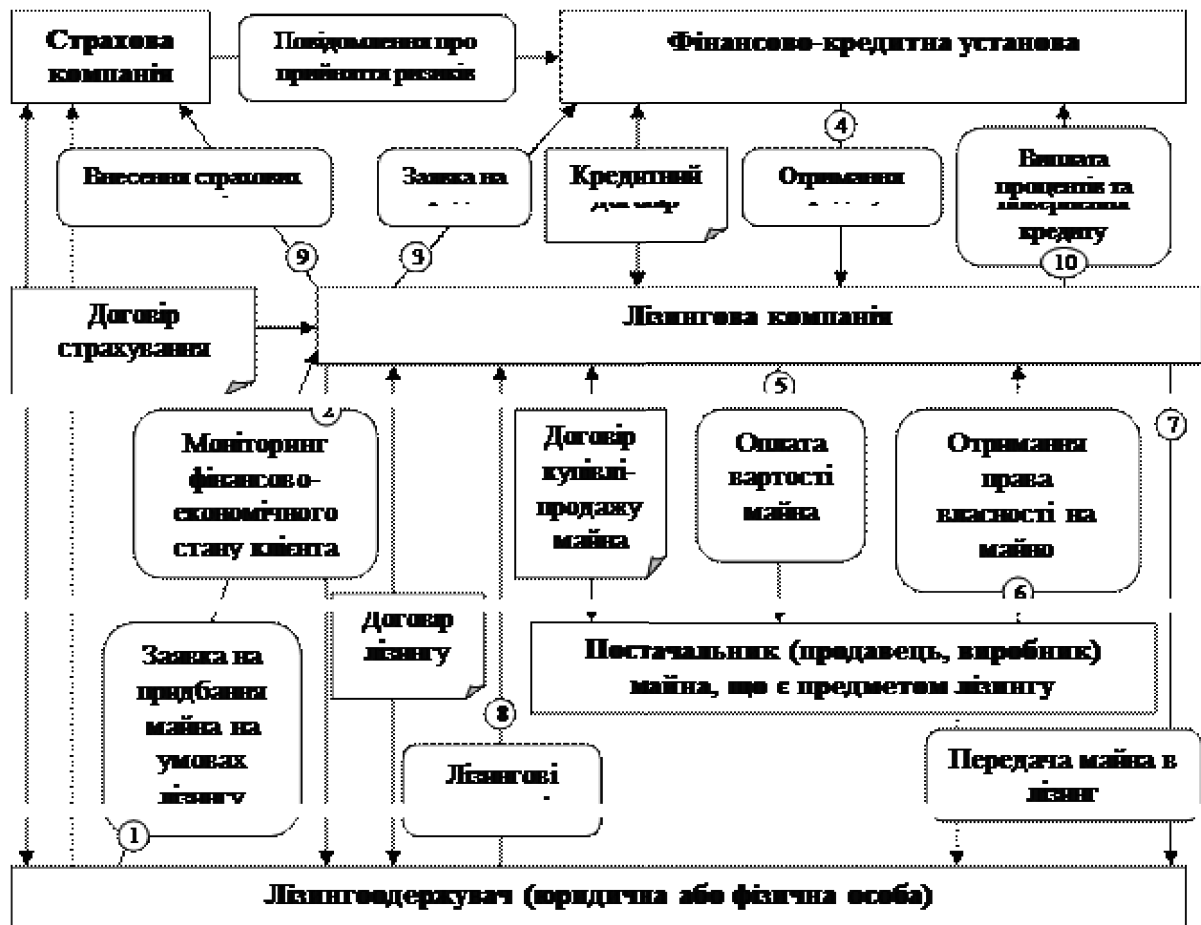 Страхова
компанія
Повідомлення про
прийняття ризиків
Фінансово-кредитна установа
4
Внесення страхових
Заявка на
Кредитний
договір
Отримання
Виплата
процентів та
кредиту
9
3
10
Договір
страхування
Лізингова компанія
2
5
7
Моніторинг
фінансово-
економічного
стану клієнта
Договір
купівлі-
продажу
майна
Оплата
вартості
майна
Отримання
права
власності на
майно
6
Заявка на
придбання
майна на
умовах
лізингу
Договір
лізингу
Постачальник (продавець, виробник)
майна, що є предметом лізингу
8
Лізингові
Передача майна в
лізинг
1
Лізингоодержувач (юридична або фізична особа)